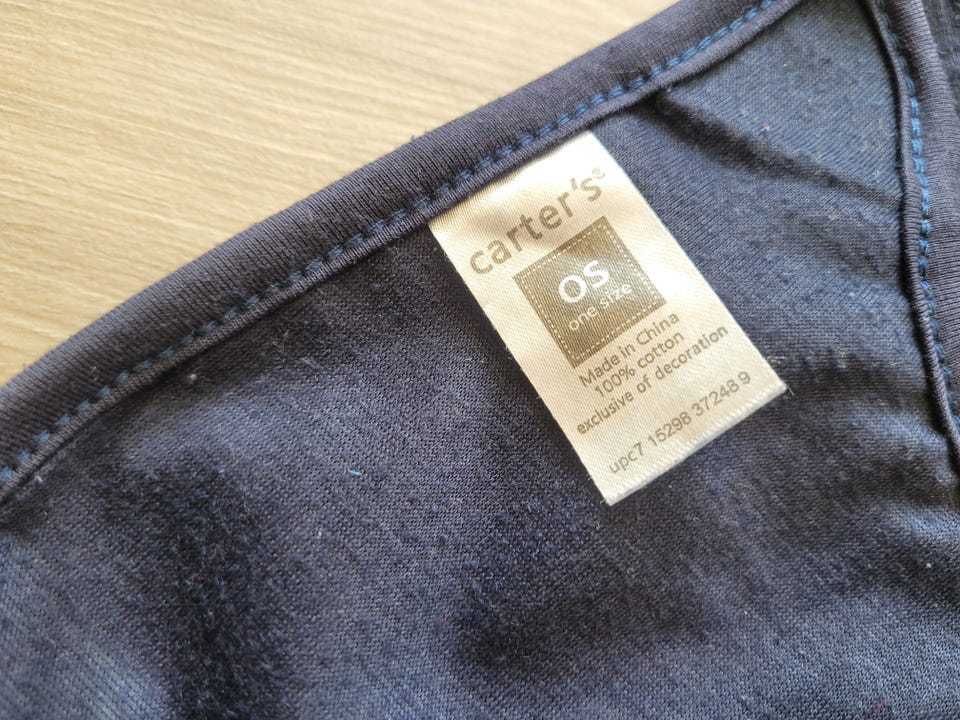 carter's®
OS
one size
Made in China
100% cotton
exclusive of decoration
upc7 15298 37248 9